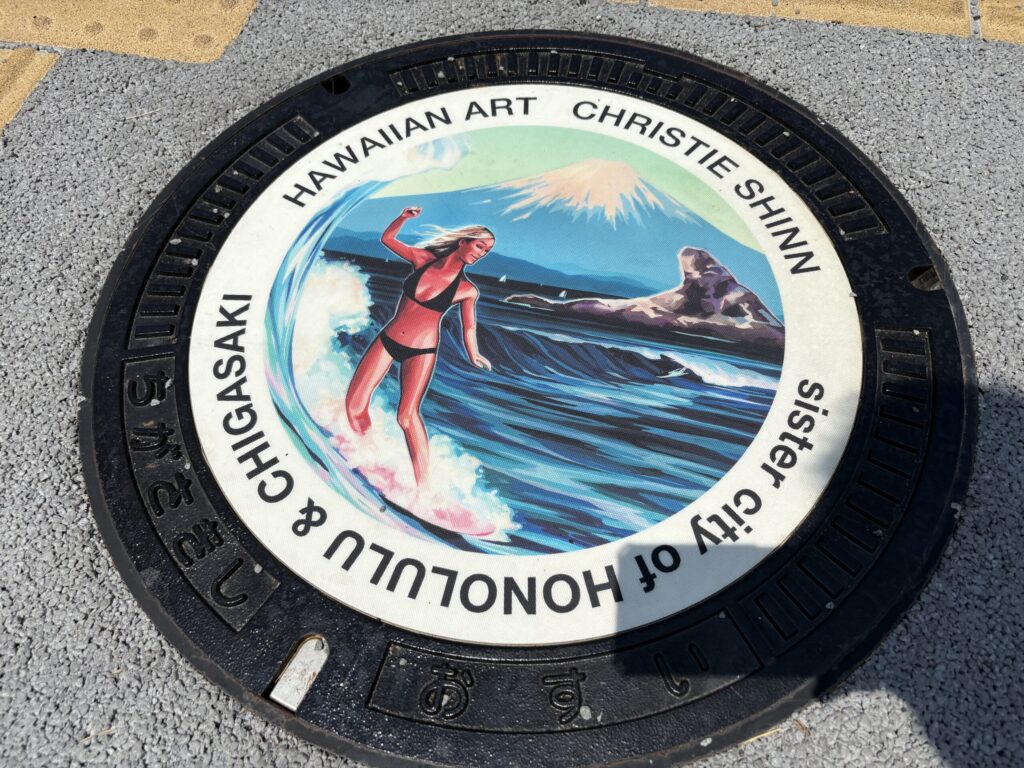 HAWAIIAN ART CHRISTIE SHINN
sister city of HONOLULU & CHIGASAKI
ちがさきし
おすい